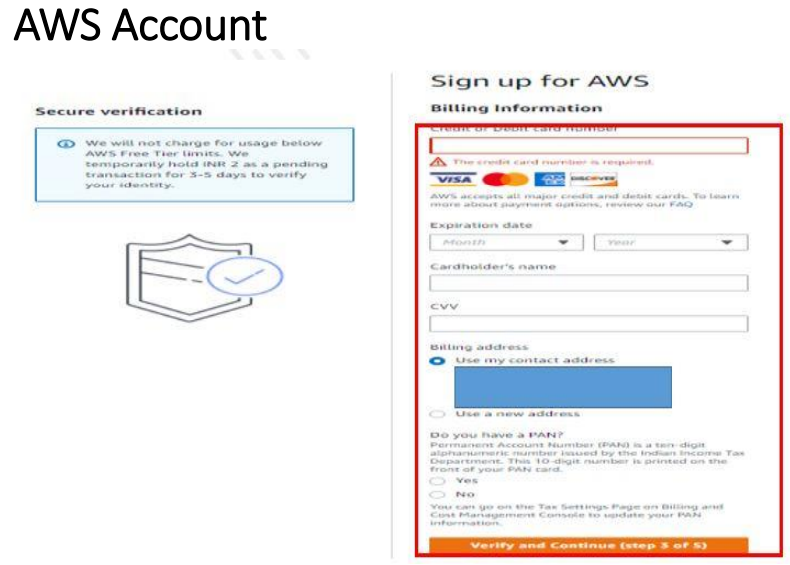 AWS Account
Secure verification
We will not charge for usage below
AWS Free Tier limits. We
temporarily hold INR 2 as a pending
transaction for 3-5 days to verify
your identity.
Sign up for AWS
Billing Information
Credit or Debit card number
The credit card number is required.
VISA AM EX DISCOVER
AWS accepts all major credit and debit cards. To learn
more about payment options, review our FAQ
Expiration date
Month Year
Cardholder's name
CVV
Billing address
Use my contact address
Use a new address
Do you have a PAN?
Permanent Account Number (PAN) is a ten-digit
alphanumeric number issued by the Indian Income Tax
Department. This 10-digit number is printed on the
front of your PAN card.
Yes
No
You can go on the Tax Settings Page on Billing and
Cost Management Console to update your PAN
information.
Verify and Continue (step 3 of 5)